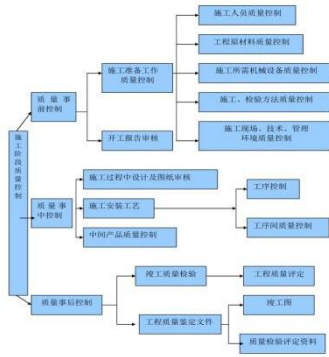 施工阶段质量控制
质量事
前控制
施工准备工作
质量控制
施工人员质量控制
工程原材料质量控制
施工所需机械设备质量控制
施工、检验方法质量控制
施工现场、技术、管理
环境质量控制
开工报告审核
质量事
中控制
施工过程中设计及图纸审核
施工安装工艺
工序控制
工序间质量控制
中间产品质量控制
质量事后控制
竣工质量检验
工程质量评定
工程质量鉴定文件
竣工图
质量检验评定资料